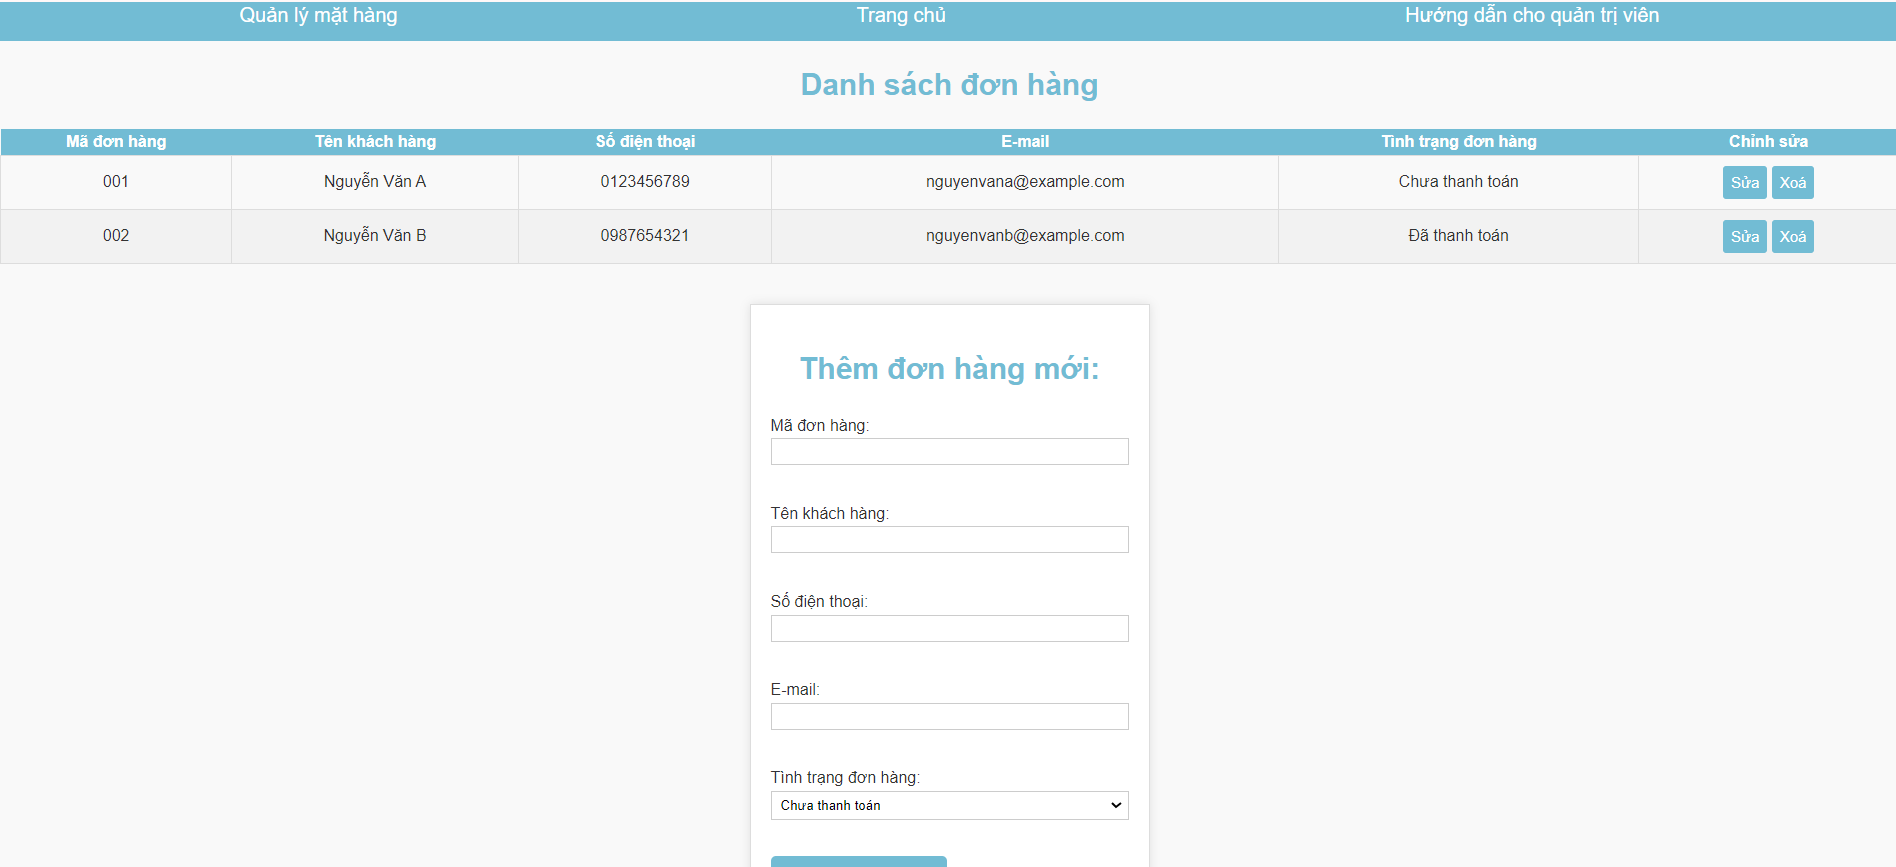 Quản lý mặt hàng Trang chủ Hướng dẫn cho quản trị viên
Danh sách đơn hàng
Mã đơn hàng Tên khách hàng Số điện thoại E-mail Tình trạng đơn hàng Chỉnh sửa
001 Nguyễn Văn A 0123456789 nguyenvana@example.com Chưa thanh toán Sửa Xoá
002 Nguyễn Văn B 0987654321 nguyenvanb@example.com Đã thanh toán Sửa Xoá
Thêm đơn hàng mới:
Mã đơn hàng:
Tên khách hàng:
Số điện thoại:
E-mail:
Tình trạng đơn hàng:
Chưa thanh toán